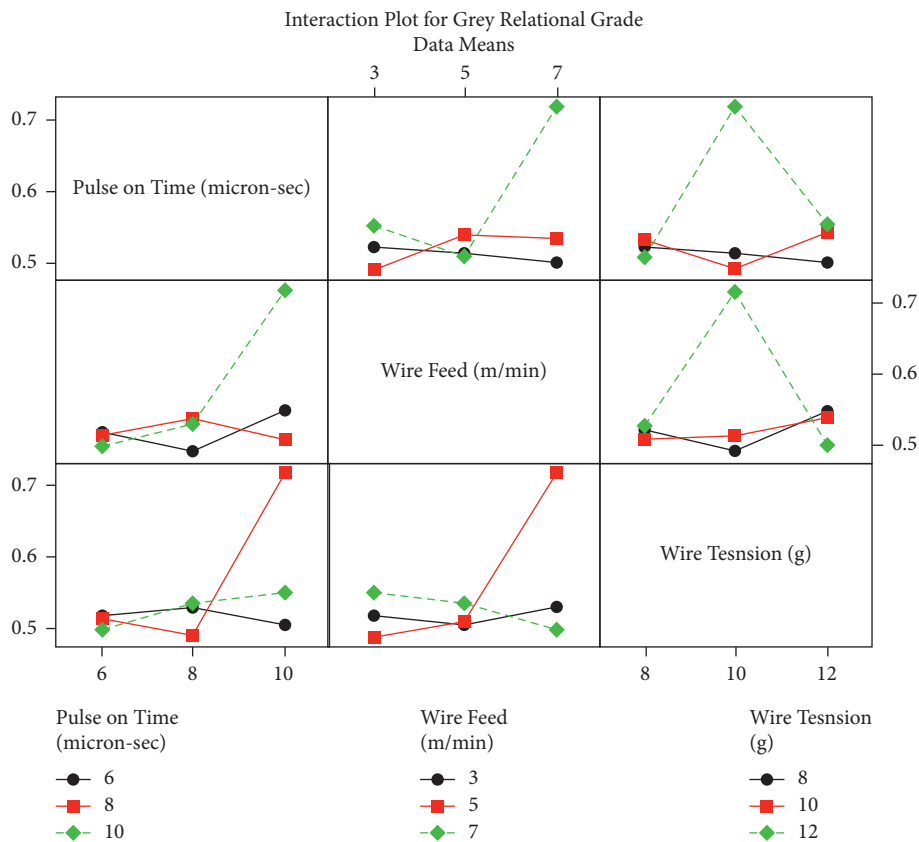 Interaction Plot for Grey Relational Grade
Data Means
3 5 7
0.7
0.6
0.5
Pulse on Time (micron-sec)
Wire Feed (m/min)
0.7
0.6
0.5
0.7
0.6
0.5
Wire Tesnsion (g)
6 8 10
8 10 12
Pulse on Time
(micron-sec)
6
8
10
Wire Feed
(m/min)
3
5
7
Wire Tesnsion
(g)
8
10
12